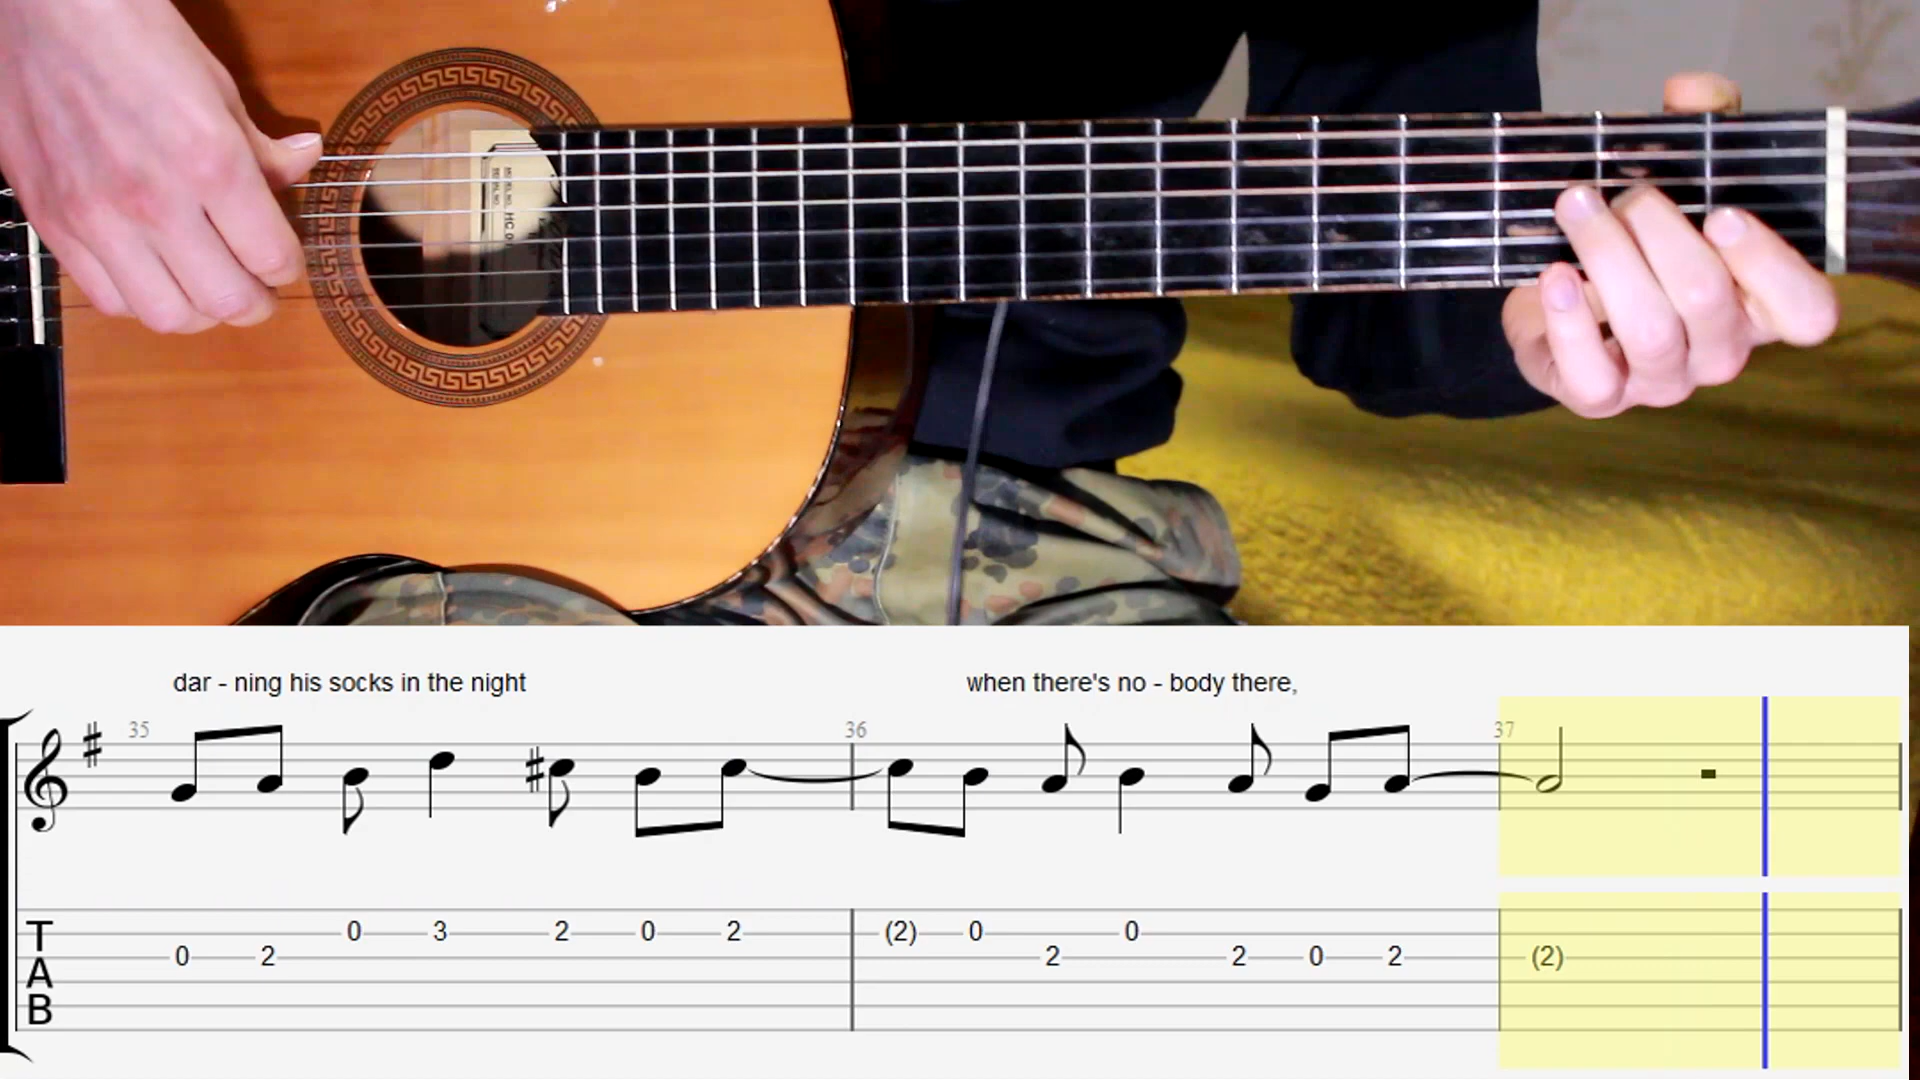 dar - ning his socks in the night when there's no - body there,
35 36 37
T 0 3 2 0 2 (2) 0 0
A 0 2 2 2 0 2 (2)
B